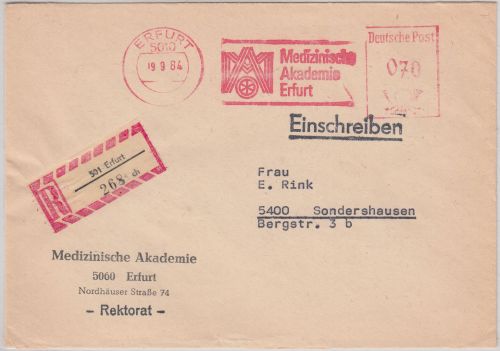 ERFURT
5010
19 9 84
Medizinische
Akademie
Erfurt
Deutsche Post
070
Einschreiben
501 Erfurt
268
ch
Frau
E. Rink
5400 Sondershausen
Bergstr. 3 b
Medizinische Akademie
5060 Erfurt
Nordhäuser Straße 74
- Rektorat -